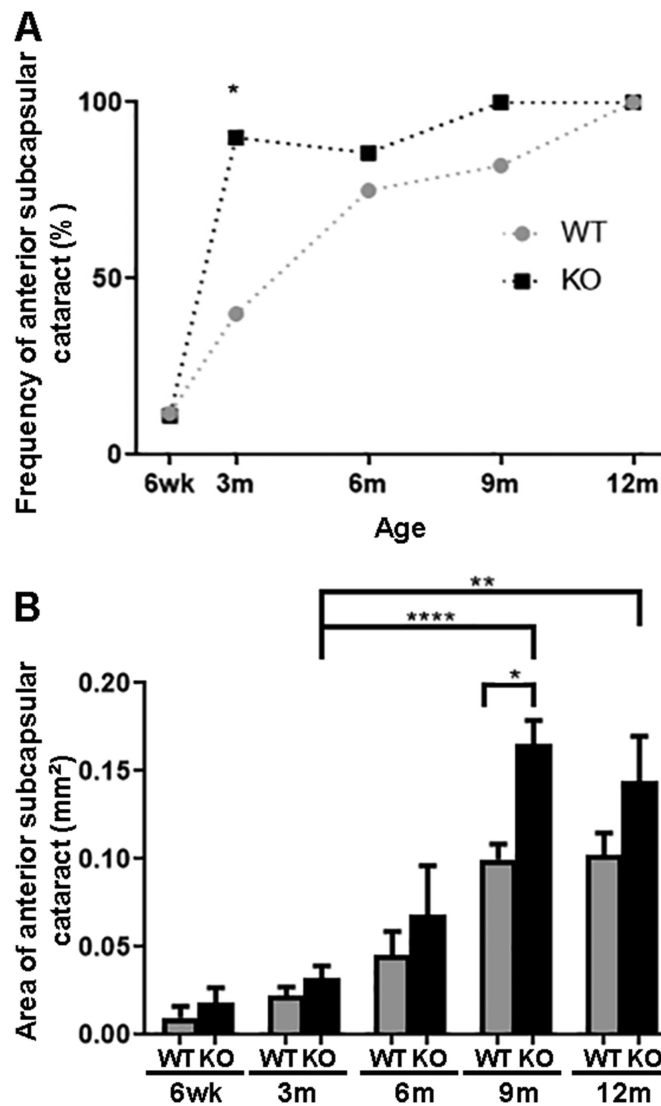 A
*
Frequency of anterior subcapsular
cataract (%)
100
50
0
WT
KO
6wk 3m 6m 9m 12m
Age
B
**
****
*
Area of anterior subcapsular
cataract (mm²)
0.20
0.15
0.10
0.05
0.00
WT KO WT KO WT KO WT KO WT KO
6wk 3m 6m 9m 12m